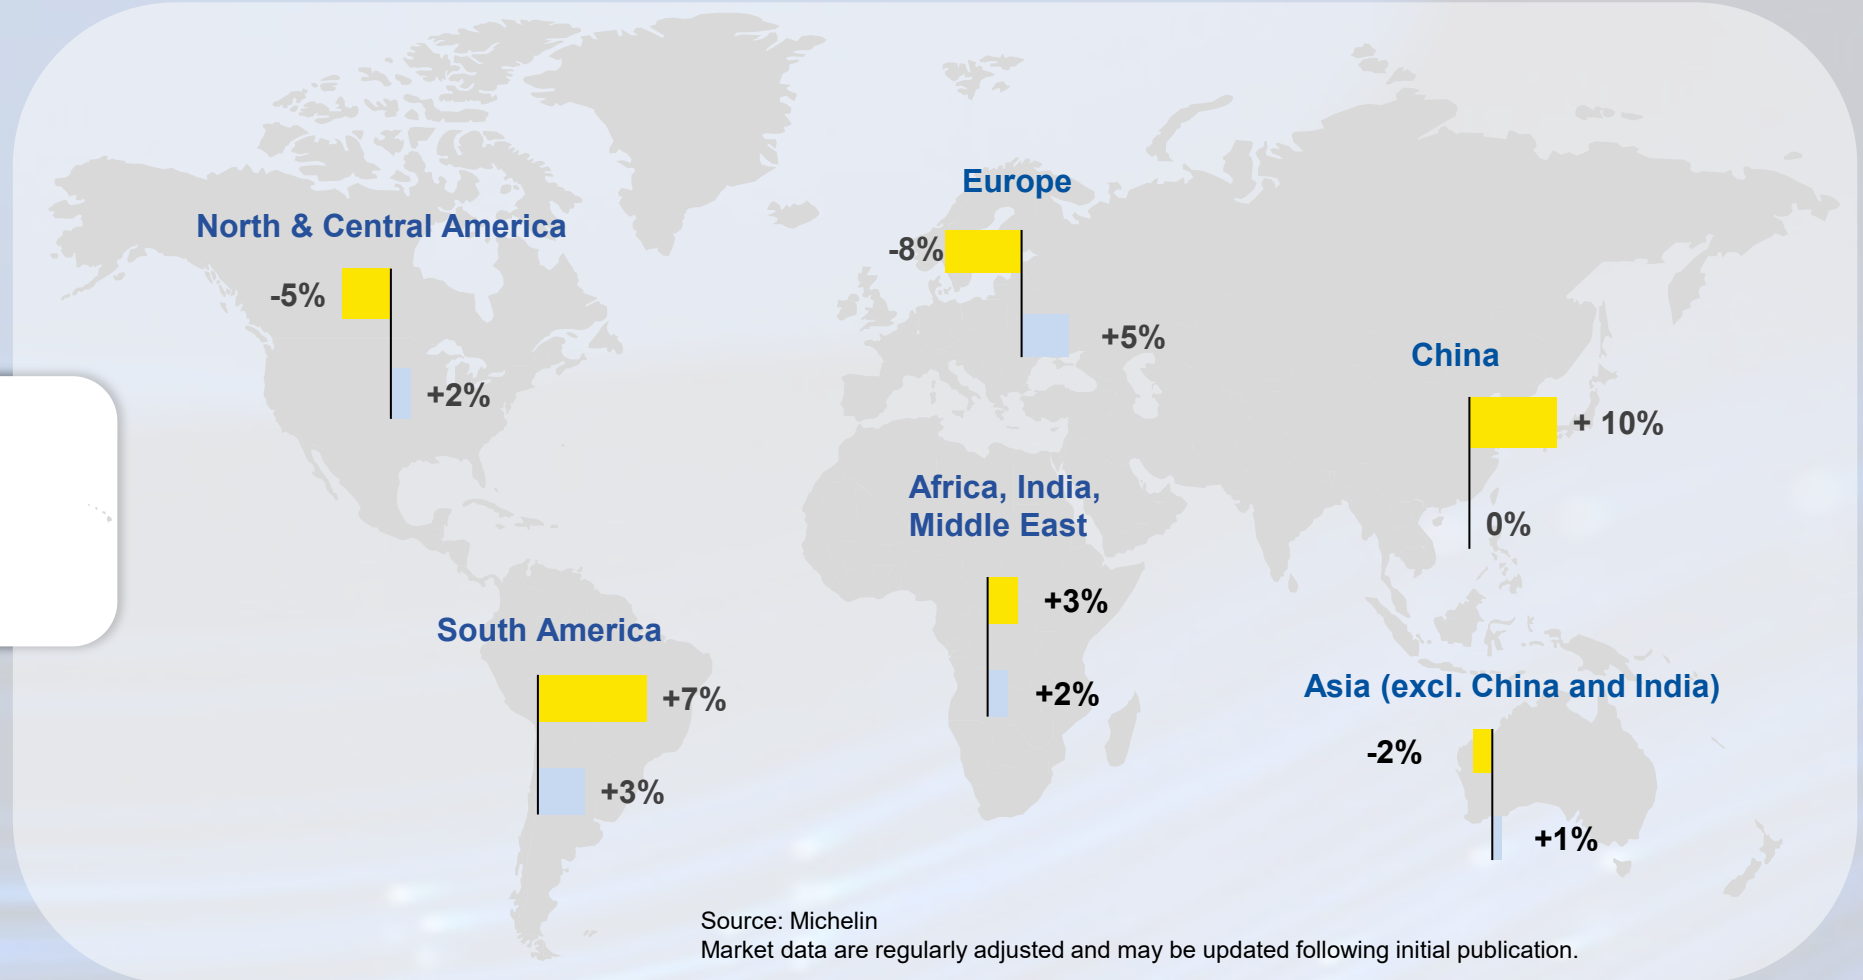 Europe
-8%
+5%
North & Central America
-5%
+2%
China
+ 10%
0%
Africa, India,
Middle East
+3%
+2%
South America
+7%
+3%
Asia (excl. China and India)
-2%
+1%
Source: Michelin
Market data are regularly adjusted and may be updated following initial publication.